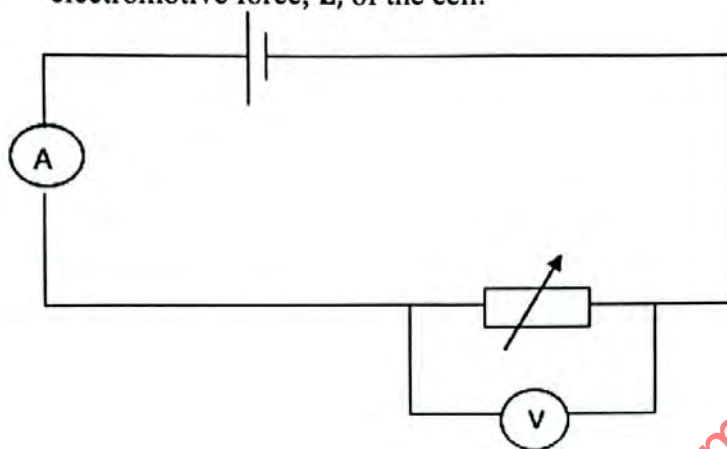 electromotive force, E, of the cell.
A
V
m